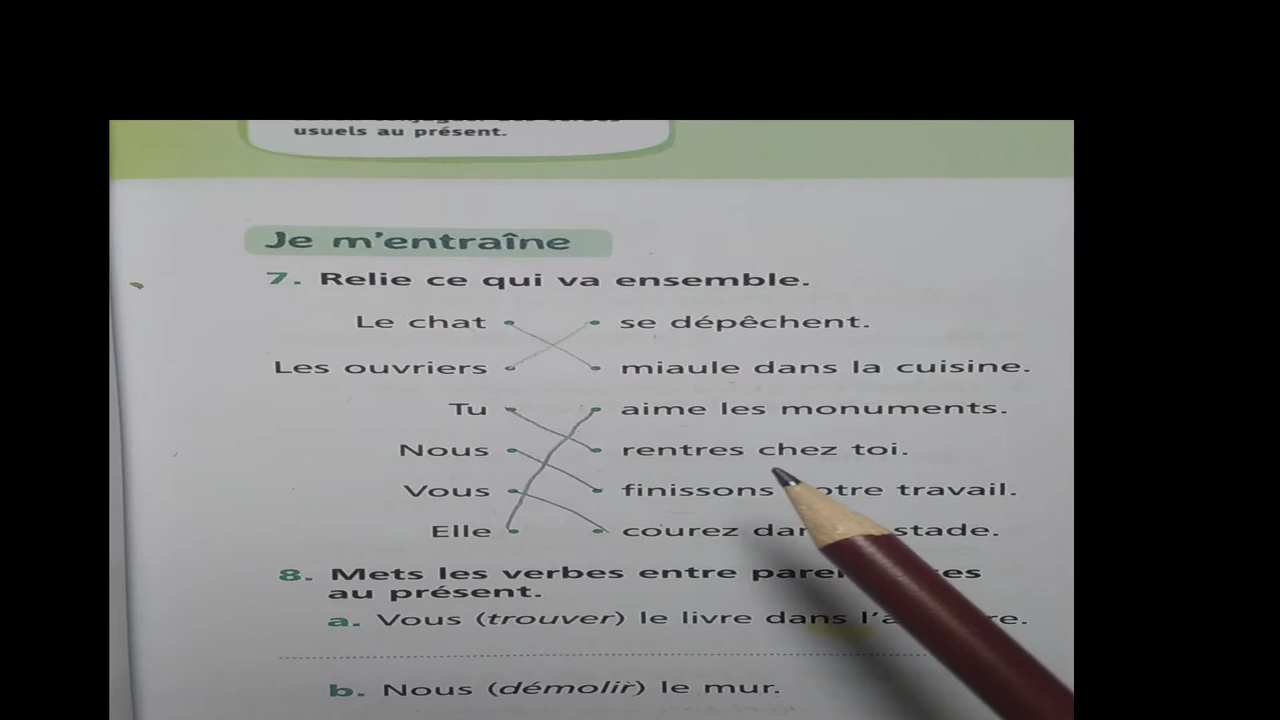 usuels au présent.
Je m'entraîne
7. Relie ce qui va ensemble.
Le chat se dépêchent.
Les ouvriers miaule dans la cuisine.
Tu aime les monuments.
Nous rentres chez toi.
Vous finissons travail.
Elle courez stade.
8. Mets les verbes entre
au présent.
a. Vous (trouver) le livre dans
b. Nous (démolir) le mur.